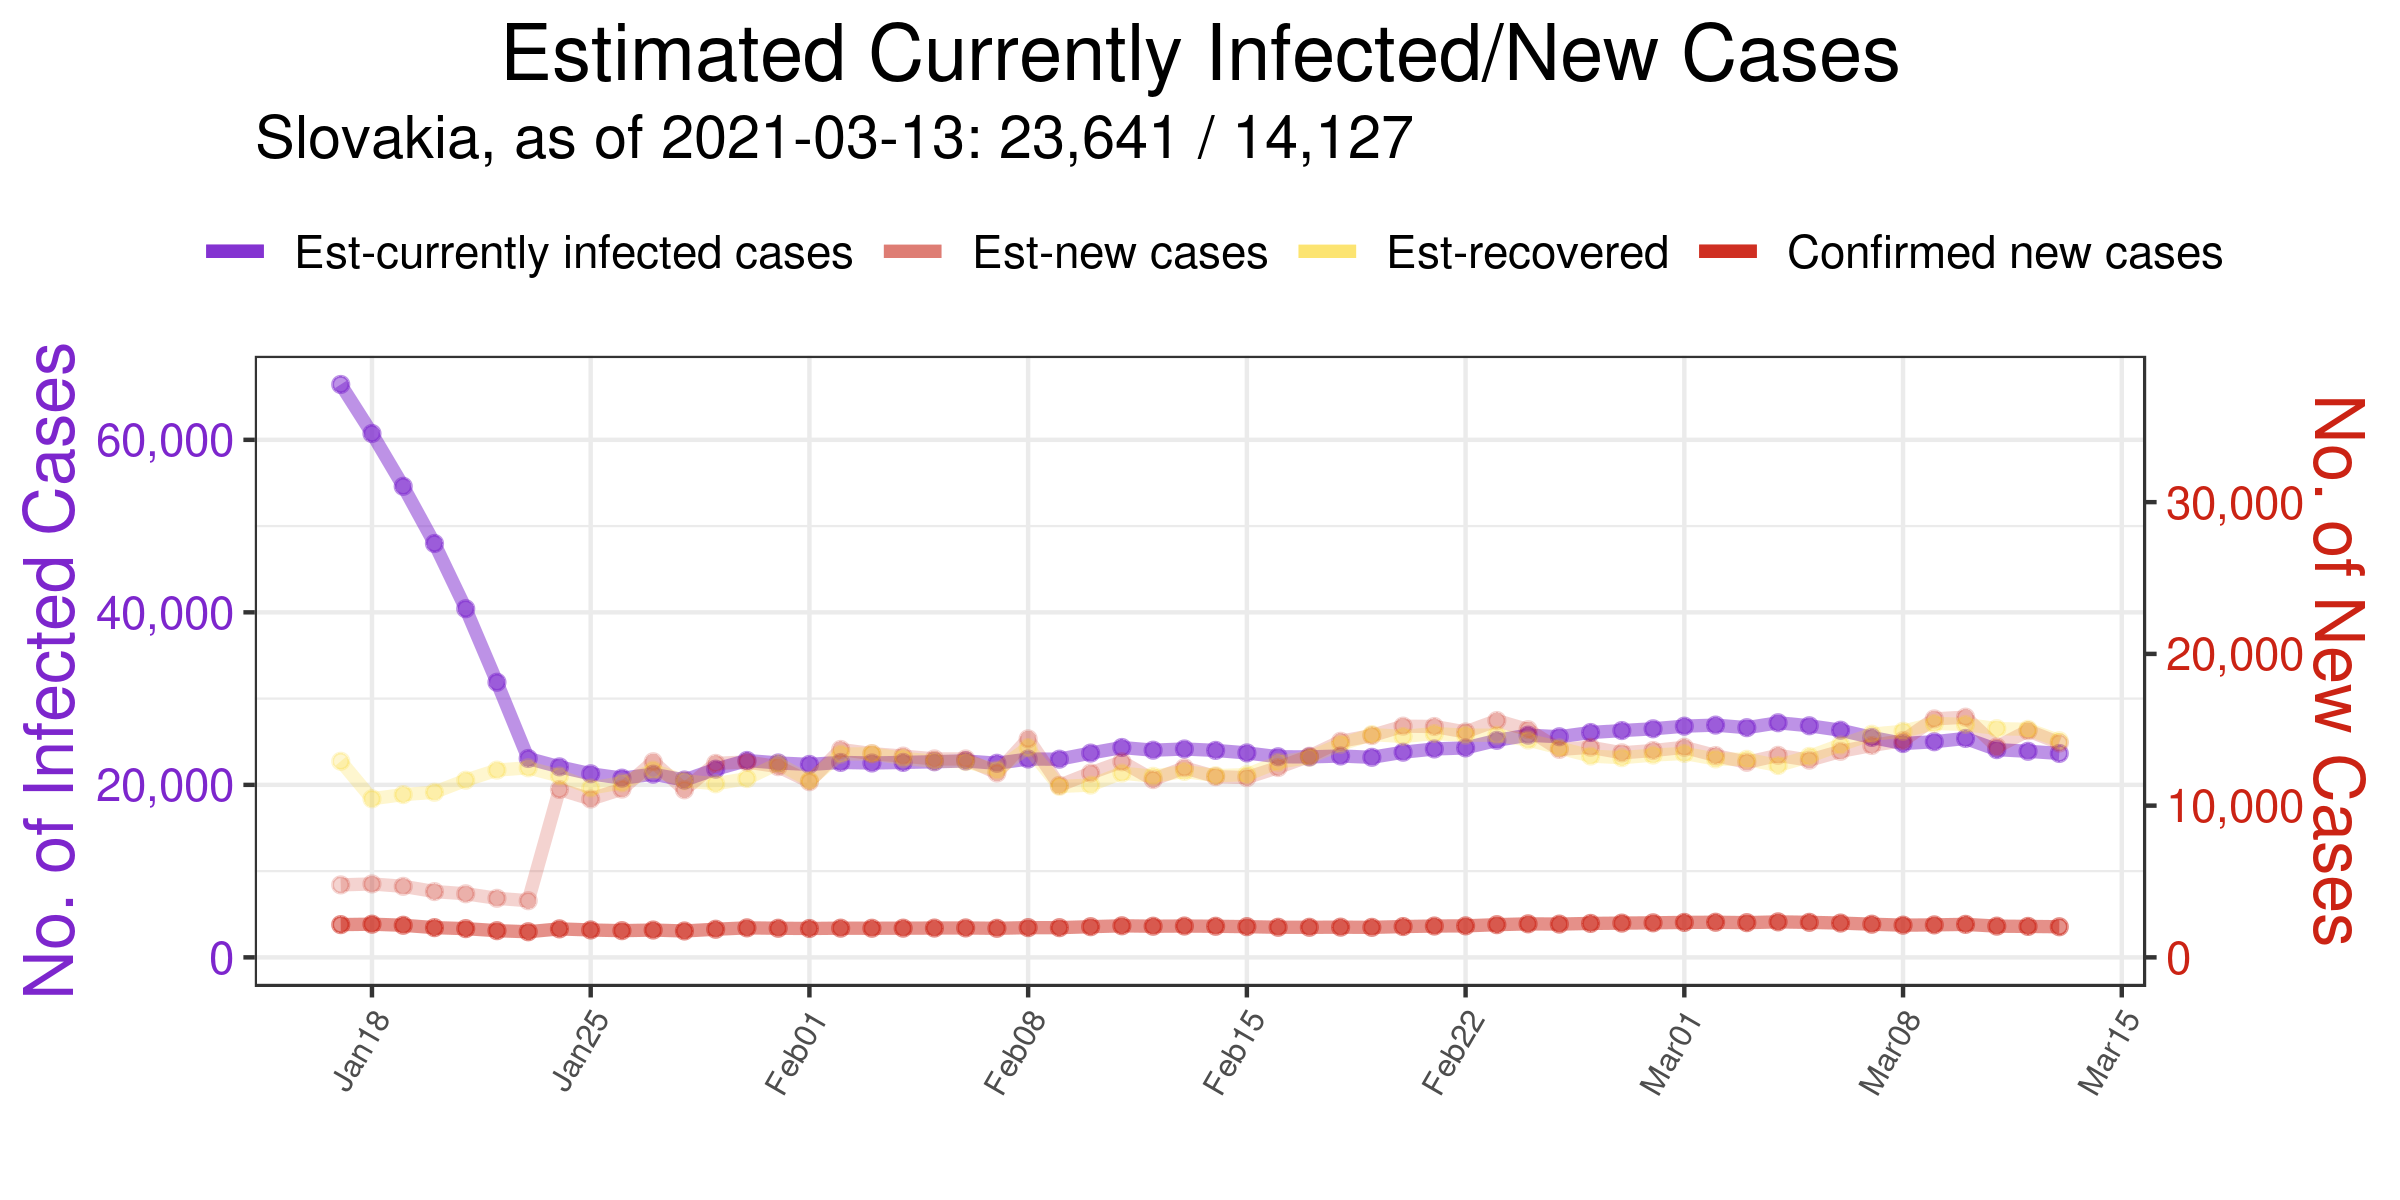 Estimated Currently Infected/New Cases
Slovakia, as of 2021-03-13: 23,641 / 14,127
Est-currently infected cases Est-new cases Est-recovered Confirmed new cases
No. of Infected Cases
60,000
40,000
20,000
0
30,000
20,000
10,000
0
No. of New Cases
Jan18 Jan25 Feb01 Feb08 Feb15 Feb22 Mar01 Mar08 Mar15